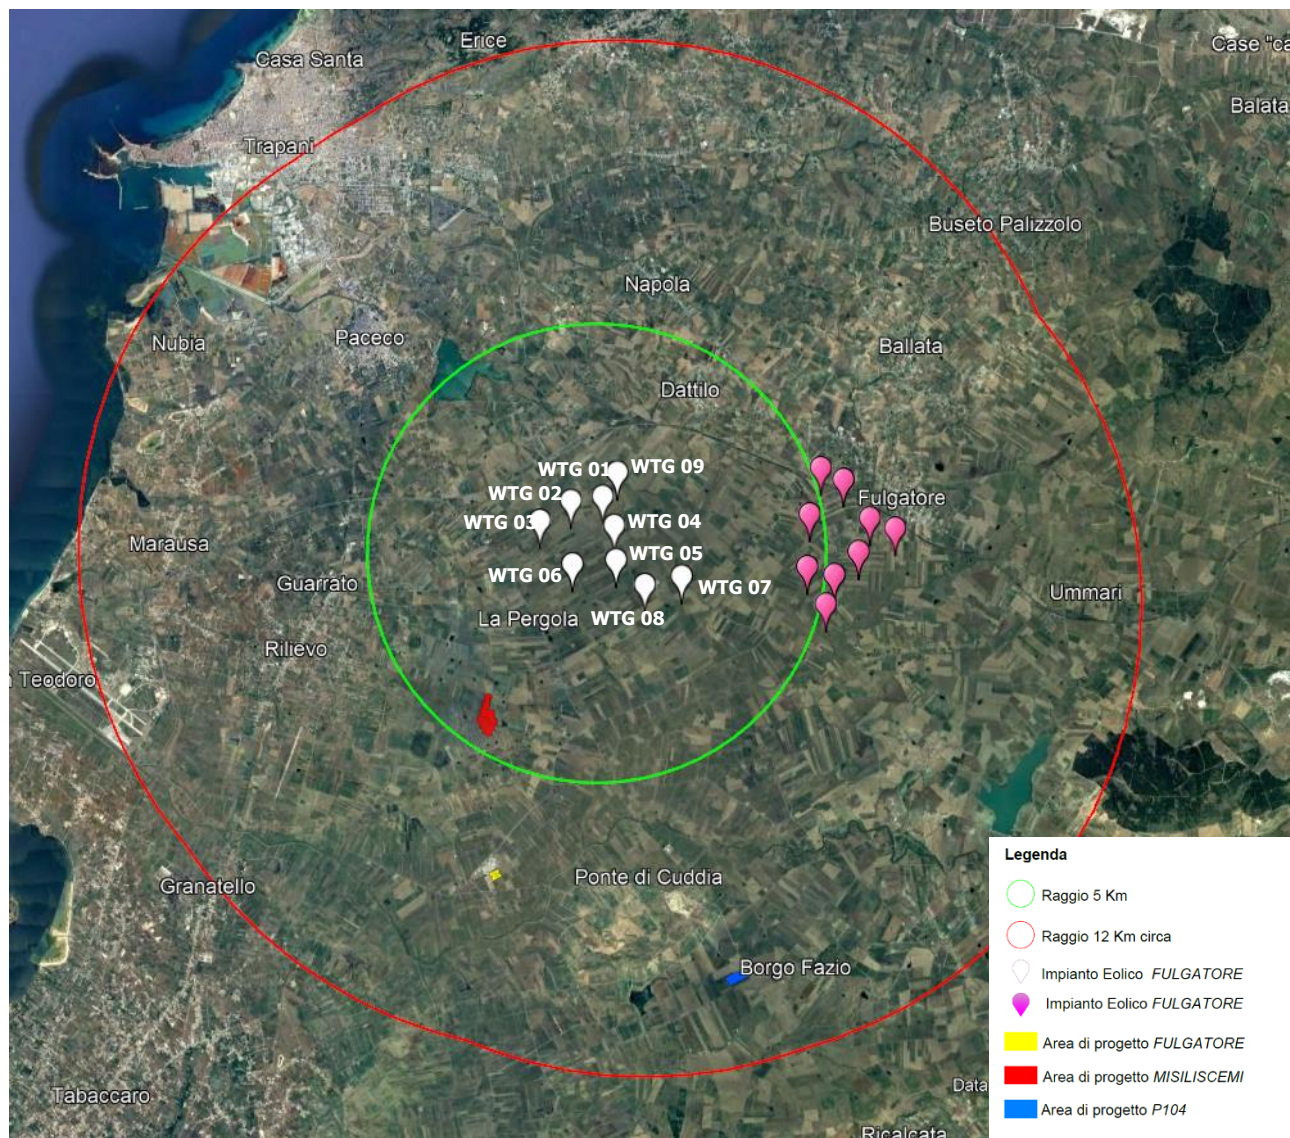 Erice
Case "ca
Casa Santa
Balata
Trapani
Buseto Palizzolo
Napola
Nubia
Paceco
Ballata
Dattilo
WTG 01
WTG 09
WTG 02
Fulgatore
WTG 03
WTG 04
Marausa
WTG 05
WTG 06
Guarrato
WTG 07
Ummari
La Pergola
WTG 08
Rilievo
n Teodoro
Granatello
Ponte di Cuddia
Borgo Fazio
Tabaccaro
Data
Ricalcata
Legenda
Raggio 5 Km
Raggio 12 Km circa
Impianto Eolico FULGATORE
Impianto Eolico FULGATORE
Area di progetto FULGATORE
Area di progetto MISILISCEMI
Area di progetto P104